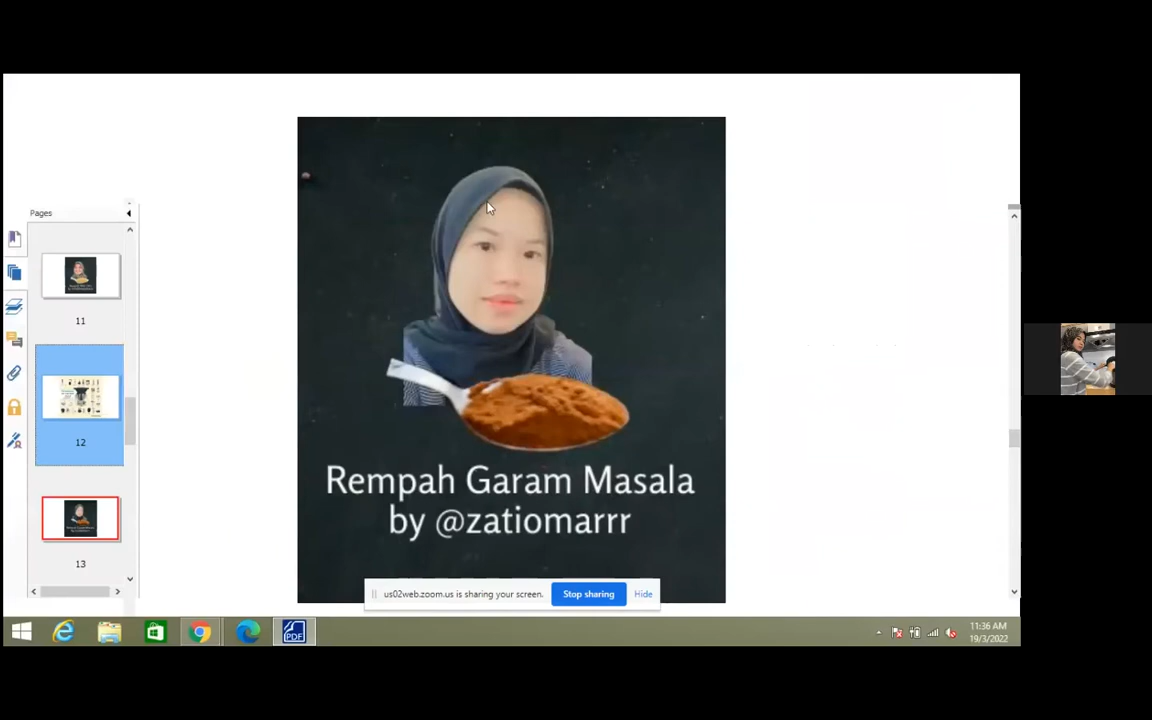 Pages
11
12
13
Rempah Garam Masala
by @zatiomarrr
us02web.zoom.us is sharing your screen.
Stop sharing
Hide
PDF
11:36 AM
19/3/2022